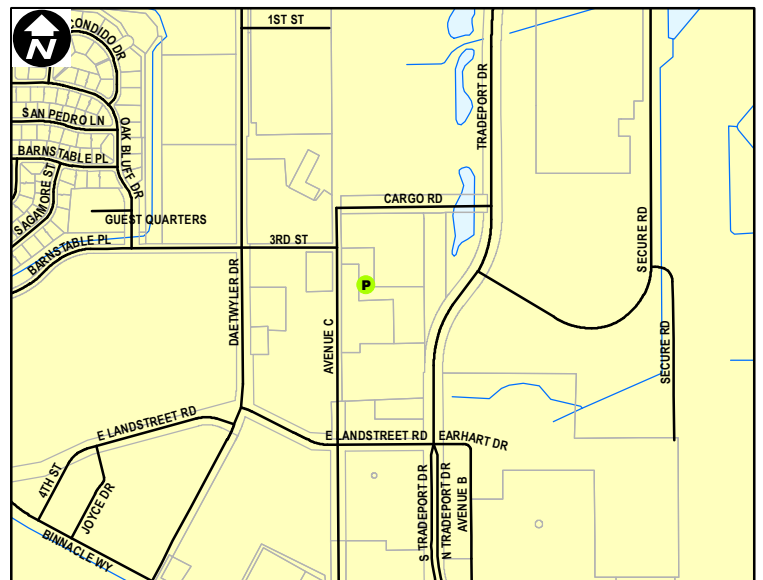 N
1ST ST
CONDIDO DR
TRADEPORT DR
SAN PEDRO LN
OAK BLUFF DR
BARNSTABLE PL
SAGAMORE ST
CARGO RD
GUEST QUARTERS
SECURE RD
3RD ST
BARNSTABLE PL
P
DAETWYLER DR
AVENUE C
SECURE RD
E LANDSTREET RD
E LANDSTREET RD
EARHART DR
4TH ST
JOYCE DR
S TRADEPORT DR
N TRADEPORT DR
AVENUE B
BINNACLE WY